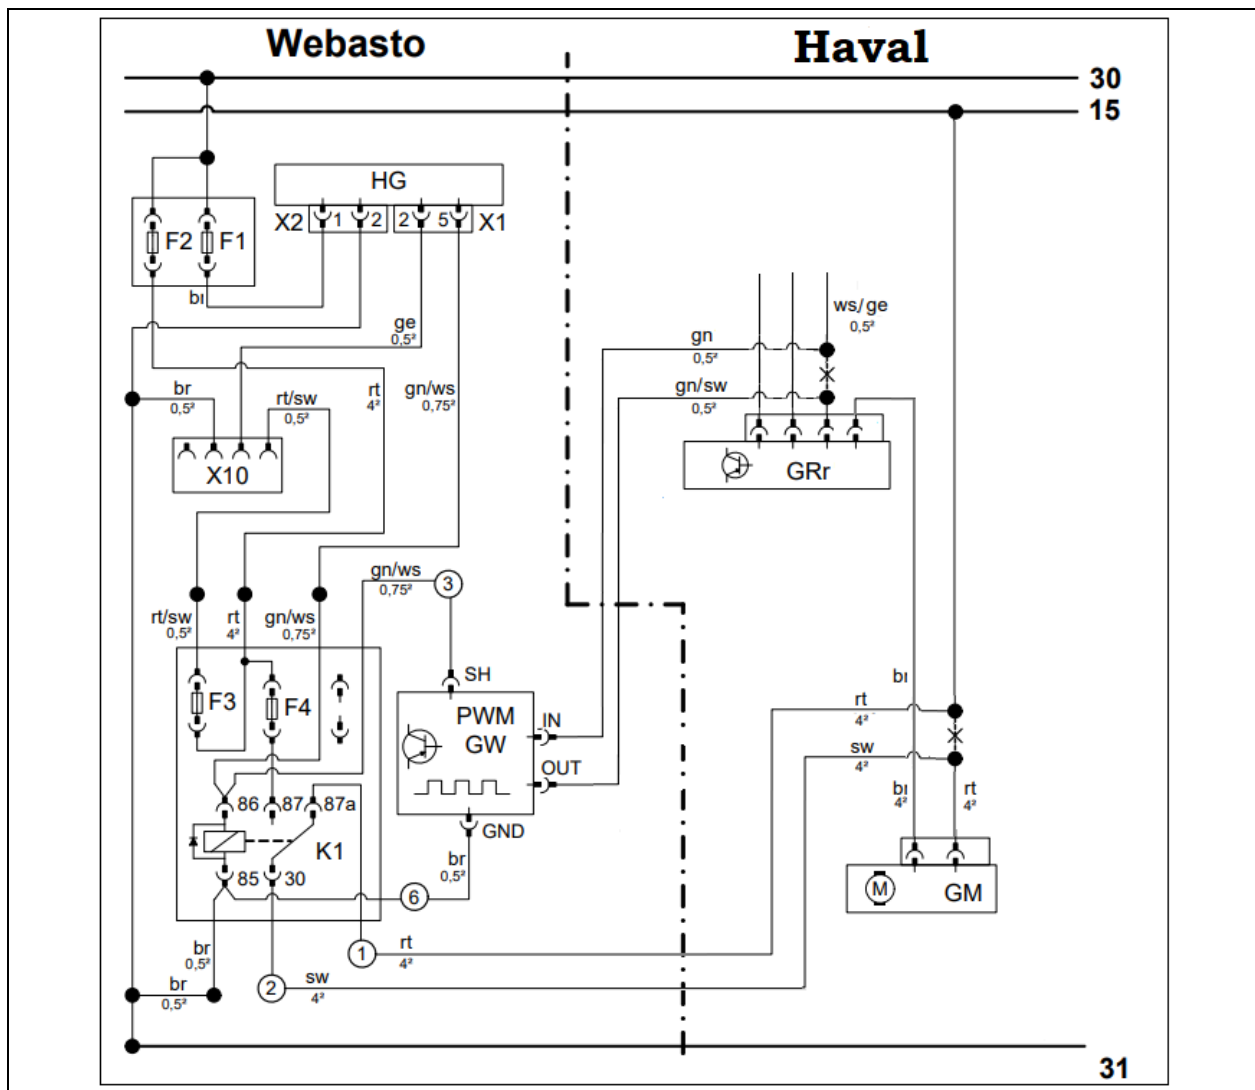 Webasto Haval
30
15
HG
X2 1 2 2 5 X1
F2 F1
ge
0,5²
ws/ge
0,5²
gn
0,5²
br
0,5²
rt/sw
0,5²
rt
4²
gn/ws
0,75²
gn/sw
0,5²
X10
GRr
gn/ws
0,75²
3
rt/sw
0,5²
rt
4²
gn/ws
0,75²
SH
F3 F4
PWM
GW
IN
OUT
rt
4²
sw
4²
86 87 87a
GND
K1
4²
rt
4²
85 30
br
0,5²
6
M
GM
br
0,5²
1
rt
4²
br
0,5²
2
sw
4²
31